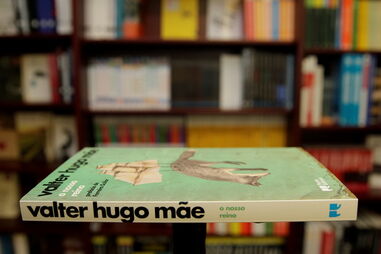 valter hugo mãe
o nosso
reino
valter hugo mãe
o nosso
reino